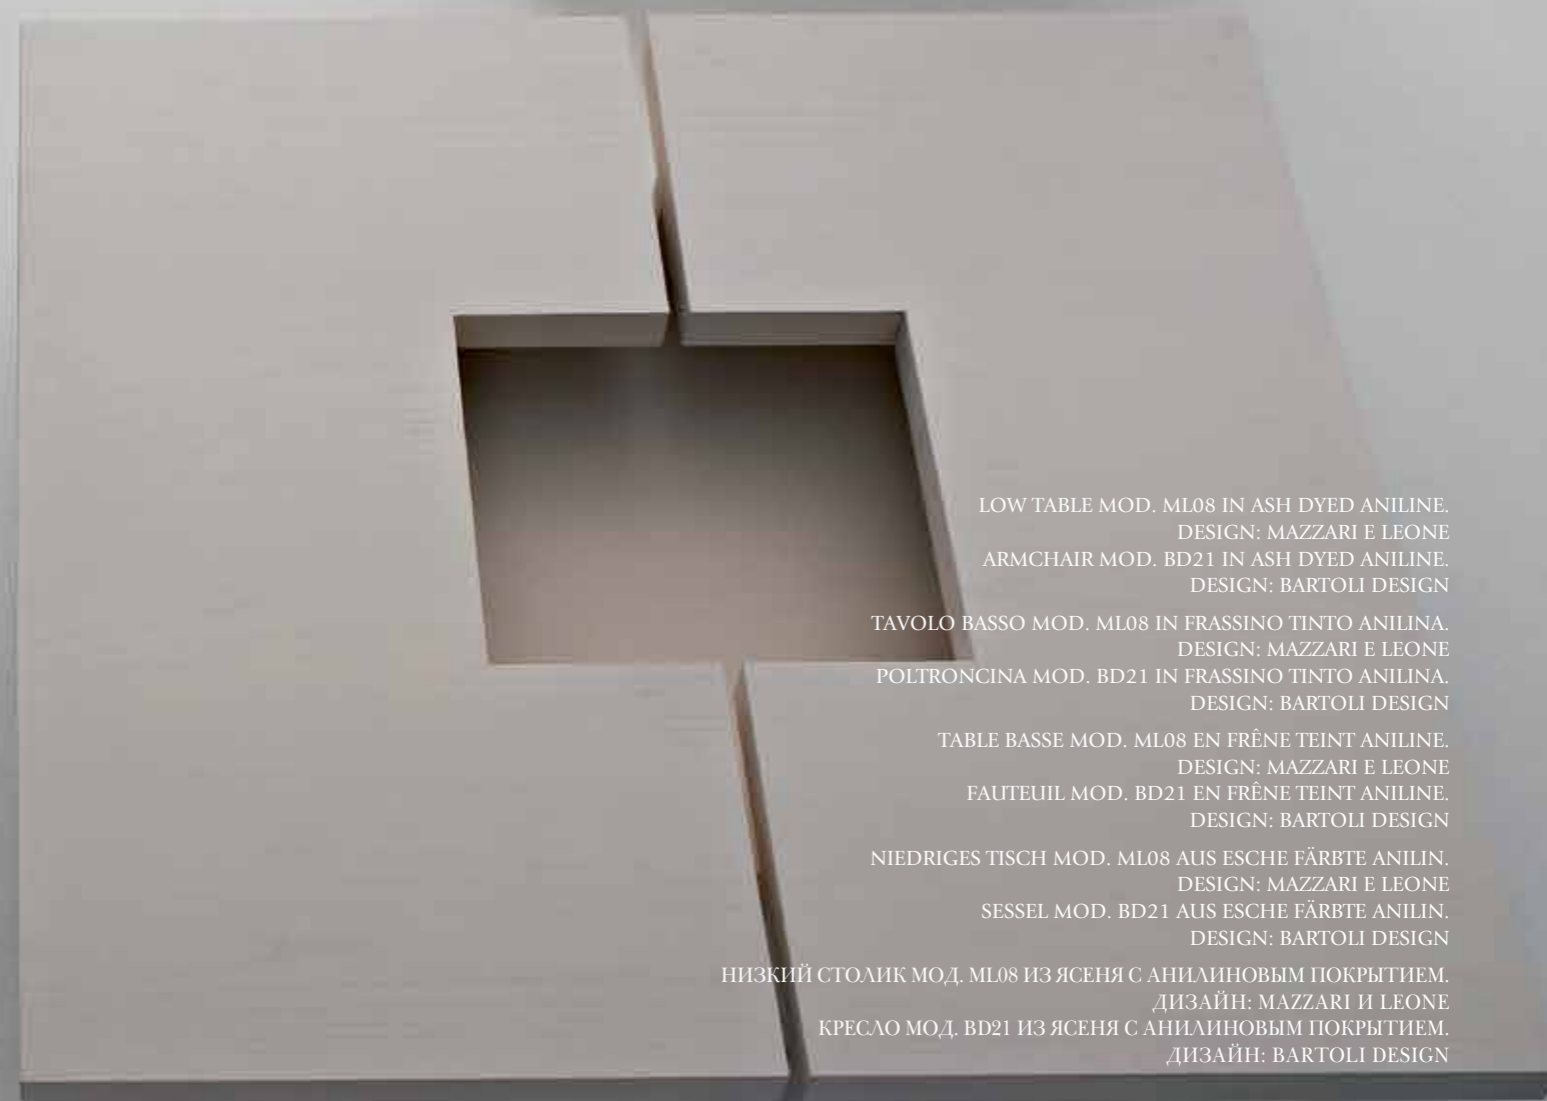 LOW TABLE MOD. ML08 IN ASH DYED ANILINE.
DESIGN: MAZZARI E LEONE
ARMCHAIR MOD. BD21 IN ASH DYED ANILINE.
DESIGN: BARTOLI DESIGN
TAVOLO BASSO MOD. ML08 IN FRASSINO TINTO ANILINA.
DESIGN: MAZZARI E LEONE
POLTRONCINA MOD. BD21 IN FRASSINO TINTO ANILINA.
DESIGN: BARTOLI DESIGN
TABLE BASSE MOD. ML08 EN FRÊNE TEINT ANILINE.
DESIGN: MAZZARI E LEONE
FAUTEUIL MOD. BD21 EN FRÊNE TEINT ANILINE.
DESIGN: BARTOLI DESIGN
NIEDRIGES TISCH MOD. ML08 AUS ESCHE FÄRBTE ANILIN.
DESIGN: MAZZARI E LEONE
SESSEL MOD. BD21 AUS ESCHE FÄRBTE ANILIN.
DESIGN: BARTOLI DESIGN
НИЗКИЙ СТОЛИК МОД. ML08 ИЗ ЯСЕНЯ С АНИЛИНОВЫМ ПОКРЫТИЕМ.
ДИЗАЙН: MAZZARI И LEONE
КРЕСЛО МОД. BD21 ИЗ ЯСЕНЯ С АНИЛИНОВЫМ ПОКРЫТИЕМ.
ДИЗАЙН: BARTOLI DESIGN